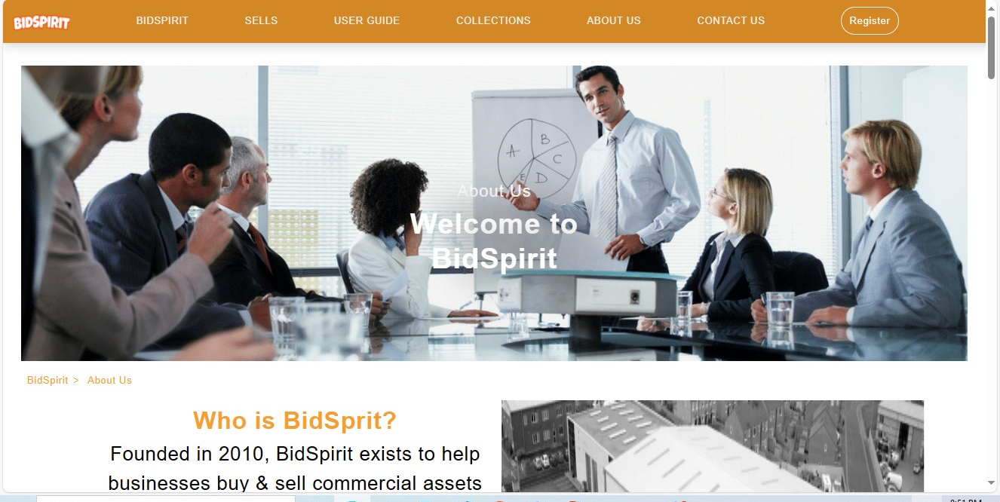 BIDSPIRIT
BIDSPIRIT SELLS USER GUIDE COLLECTIONS ABOUT US CONTACT US Register
A B C D E
About Us
Welcome to
BidSpirit
BidSpirit > About Us
Who is BidSprit?
Founded in 2010, BidSpirit exists to help
businesses buy & sell commercial assets